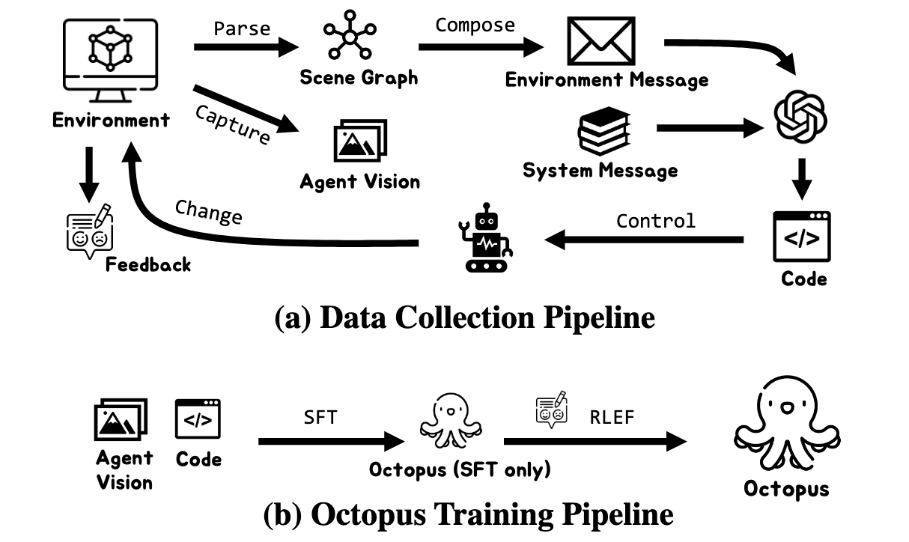 Parse
Compose
Scene Graph
Environment Message
Environment
Capture
Agent Vision
System Message
Change
Control
Feedback
</>
Code
(a) Data Collection Pipeline
</>
SFT
RLEF
Agent
Vision
Code
Octopus (SFT only)
Octopus
(b) Octopus Training Pipeline